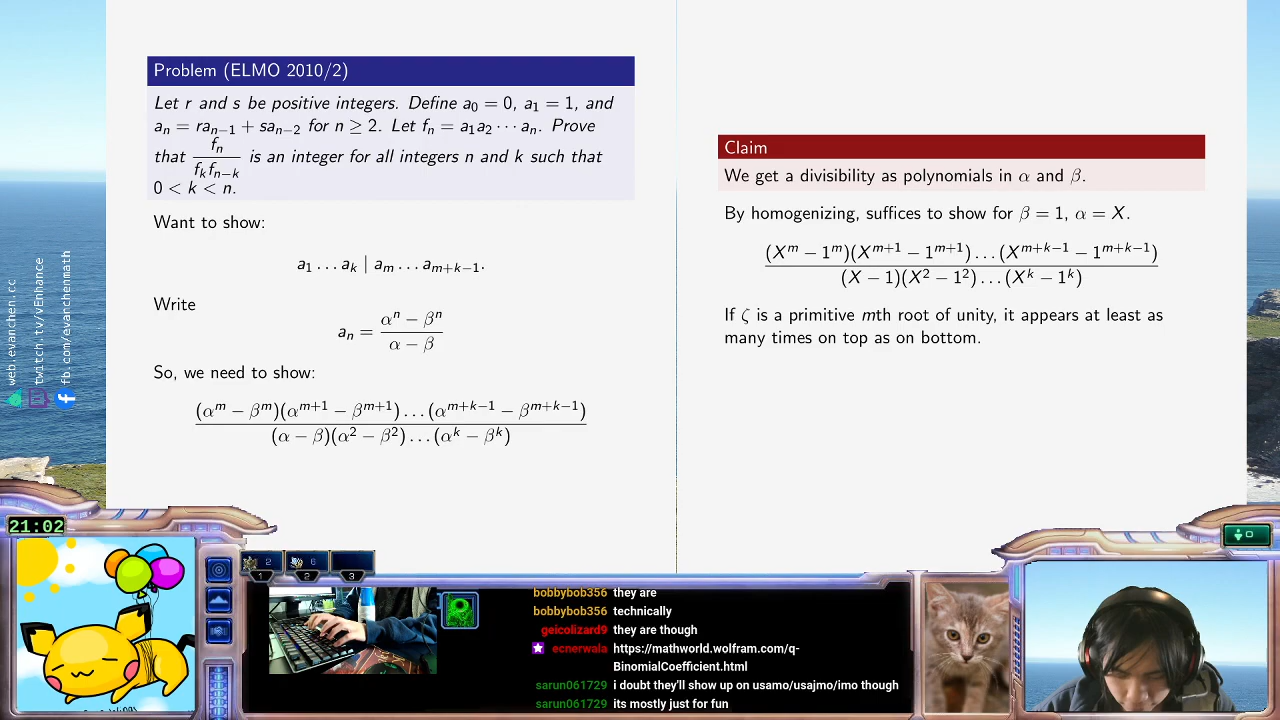 Problem (ELMO 2010/2)
Let r and s be positive integers. Define a₀ = 0, a₁ = 1, and
aₙ = raₙ₋₁ + saₙ₋₂ for n ≥ 2. Let fₙ = a₁a₂ ⋯ aₙ. Prove
that fₙ / fₖfₙ₋ₖ is an integer for all integers n and k such that
0 < k < n.
Want to show:
a₁ … aₖ | aₘ … aₘ₊ₖ₋₁.
Write
aₙ = (αⁿ − βⁿ) / (α − β)
So, we need to show:
(αᵐ − βᵐ)(αᵐ⁺¹ − βᵐ⁺¹) … (αᵐ⁺ᵏ⁻¹ − βᵐ⁺ᵏ⁻¹)
(α − β)(α² − β²) … (αᵏ − βᵏ)
Claim
We get a divisibility as polynomials in α and β.
By homogenizing, suffices to show for β = 1, α = X.
(Xᵐ − 1ᵐ)(Xᵐ⁺¹ − 1ᵐ⁺¹) … (Xᵐ⁺ᵏ⁻¹ − 1ᵐ⁺ᵏ⁻¹)
(X − 1)(X² − 1²) … (Xᵏ − 1ᵏ)
If ζ is a primitive mth root of unity, it appears at least as
many times on top as on bottom.
web.evanchen.cc
twitch.tv/vEnhance
fb.com/evanchenmath
21:02
2
6
1
2
3
0
bobbybob356 they are
bobbybob356 technically
geicolizard9 they are though
ecnerwala https://mathworld.wolfram.com/q-
BinomialCoefficient.html
sarun061729 i doubt they'll show up on usamo/usajmo/imo though
sarun061729 its mostly just for fun